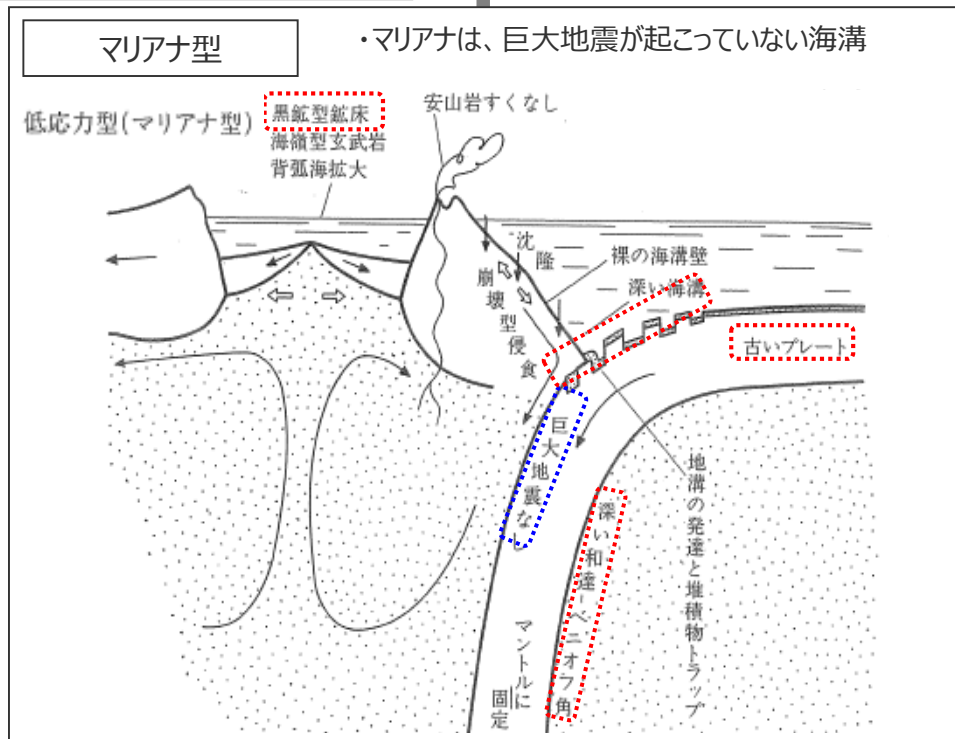 マリアナ型
・マリアナは、巨大地震が起こっていない海溝
低応力型(マリアナ型)
黒鉱型鉱床
海嶺型玄武岩
背弧海拡大
安山岩すくなし
沈隆
崩壊型侵食
裸の海溝壁
深い海溝
古いプレート
巨大地震なし
深い和達-ベニオフ角
地溝の発達と堆積物トラップ
マントルに
固定